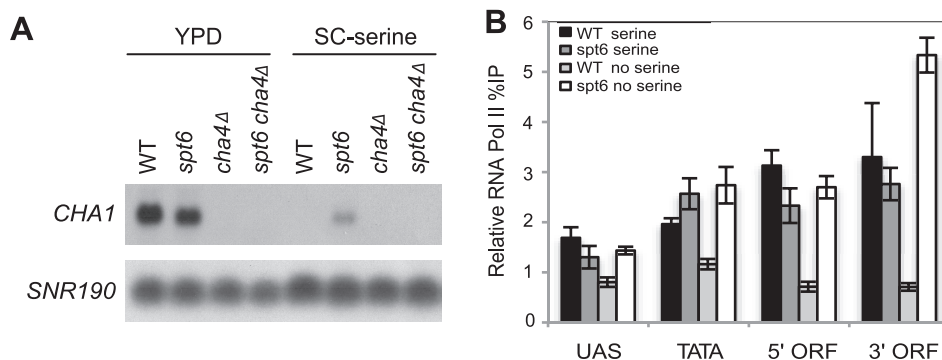 A
YPD
SC-serine
WT
spt6
cha4Δ
spt6 cha4Δ
WT
spt6
cha4Δ
spt6 cha4Δ
CHA1
SNR190
B
Relative RNA Pol II %IP
6
5
4
3
2
1
0
WT serine
spt6 serine
WT no serine
spt6 no serine
UAS
TATA
5' ORF
3' ORF